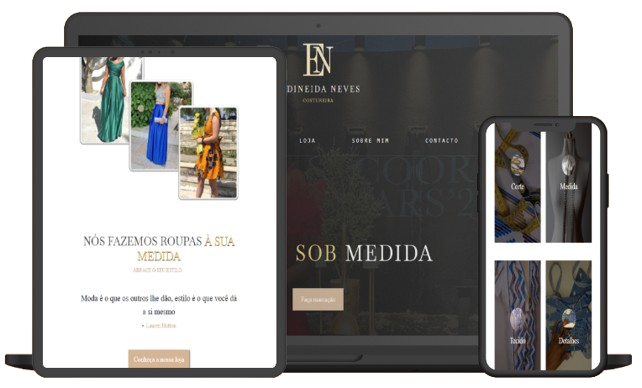 NÓS FAZEMOS ROUPAS À SUA
MEDIDA
ABRACE O SEU ESTILO
Moda é o que os outros lhe dão, estilo é o que você dá
a si mesmo
- Lauren Hutton
Conheça a nossa loja
EN
DINEIDA NEVES
COSTUREIRA
LOJA
SOBRE MIM
CONTACTO
SOB MEDIDA
Faça marcação
Corte
Medida
Tecido
Detalhes